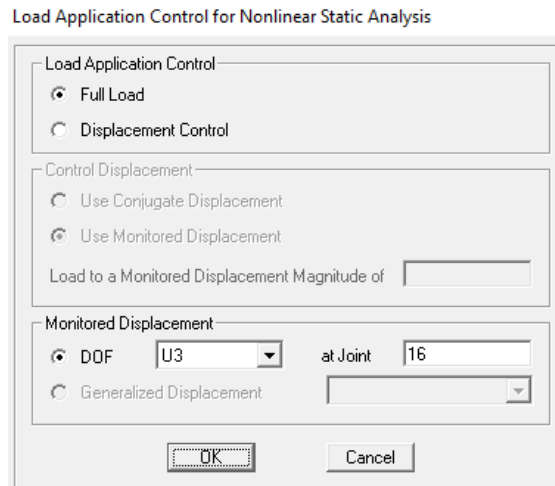 Load Application Control for Nonlinear Static Analysis
Load Application Control
Full Load
Displacement Control
Control Displacement
Use Conjugate Displacement
Use Monitored Displacement
Load to a Monitored Displacement Magnitude of
Monitored Displacement
DOF U3 at Joint 16
Generalized Displacement
OK Cancel